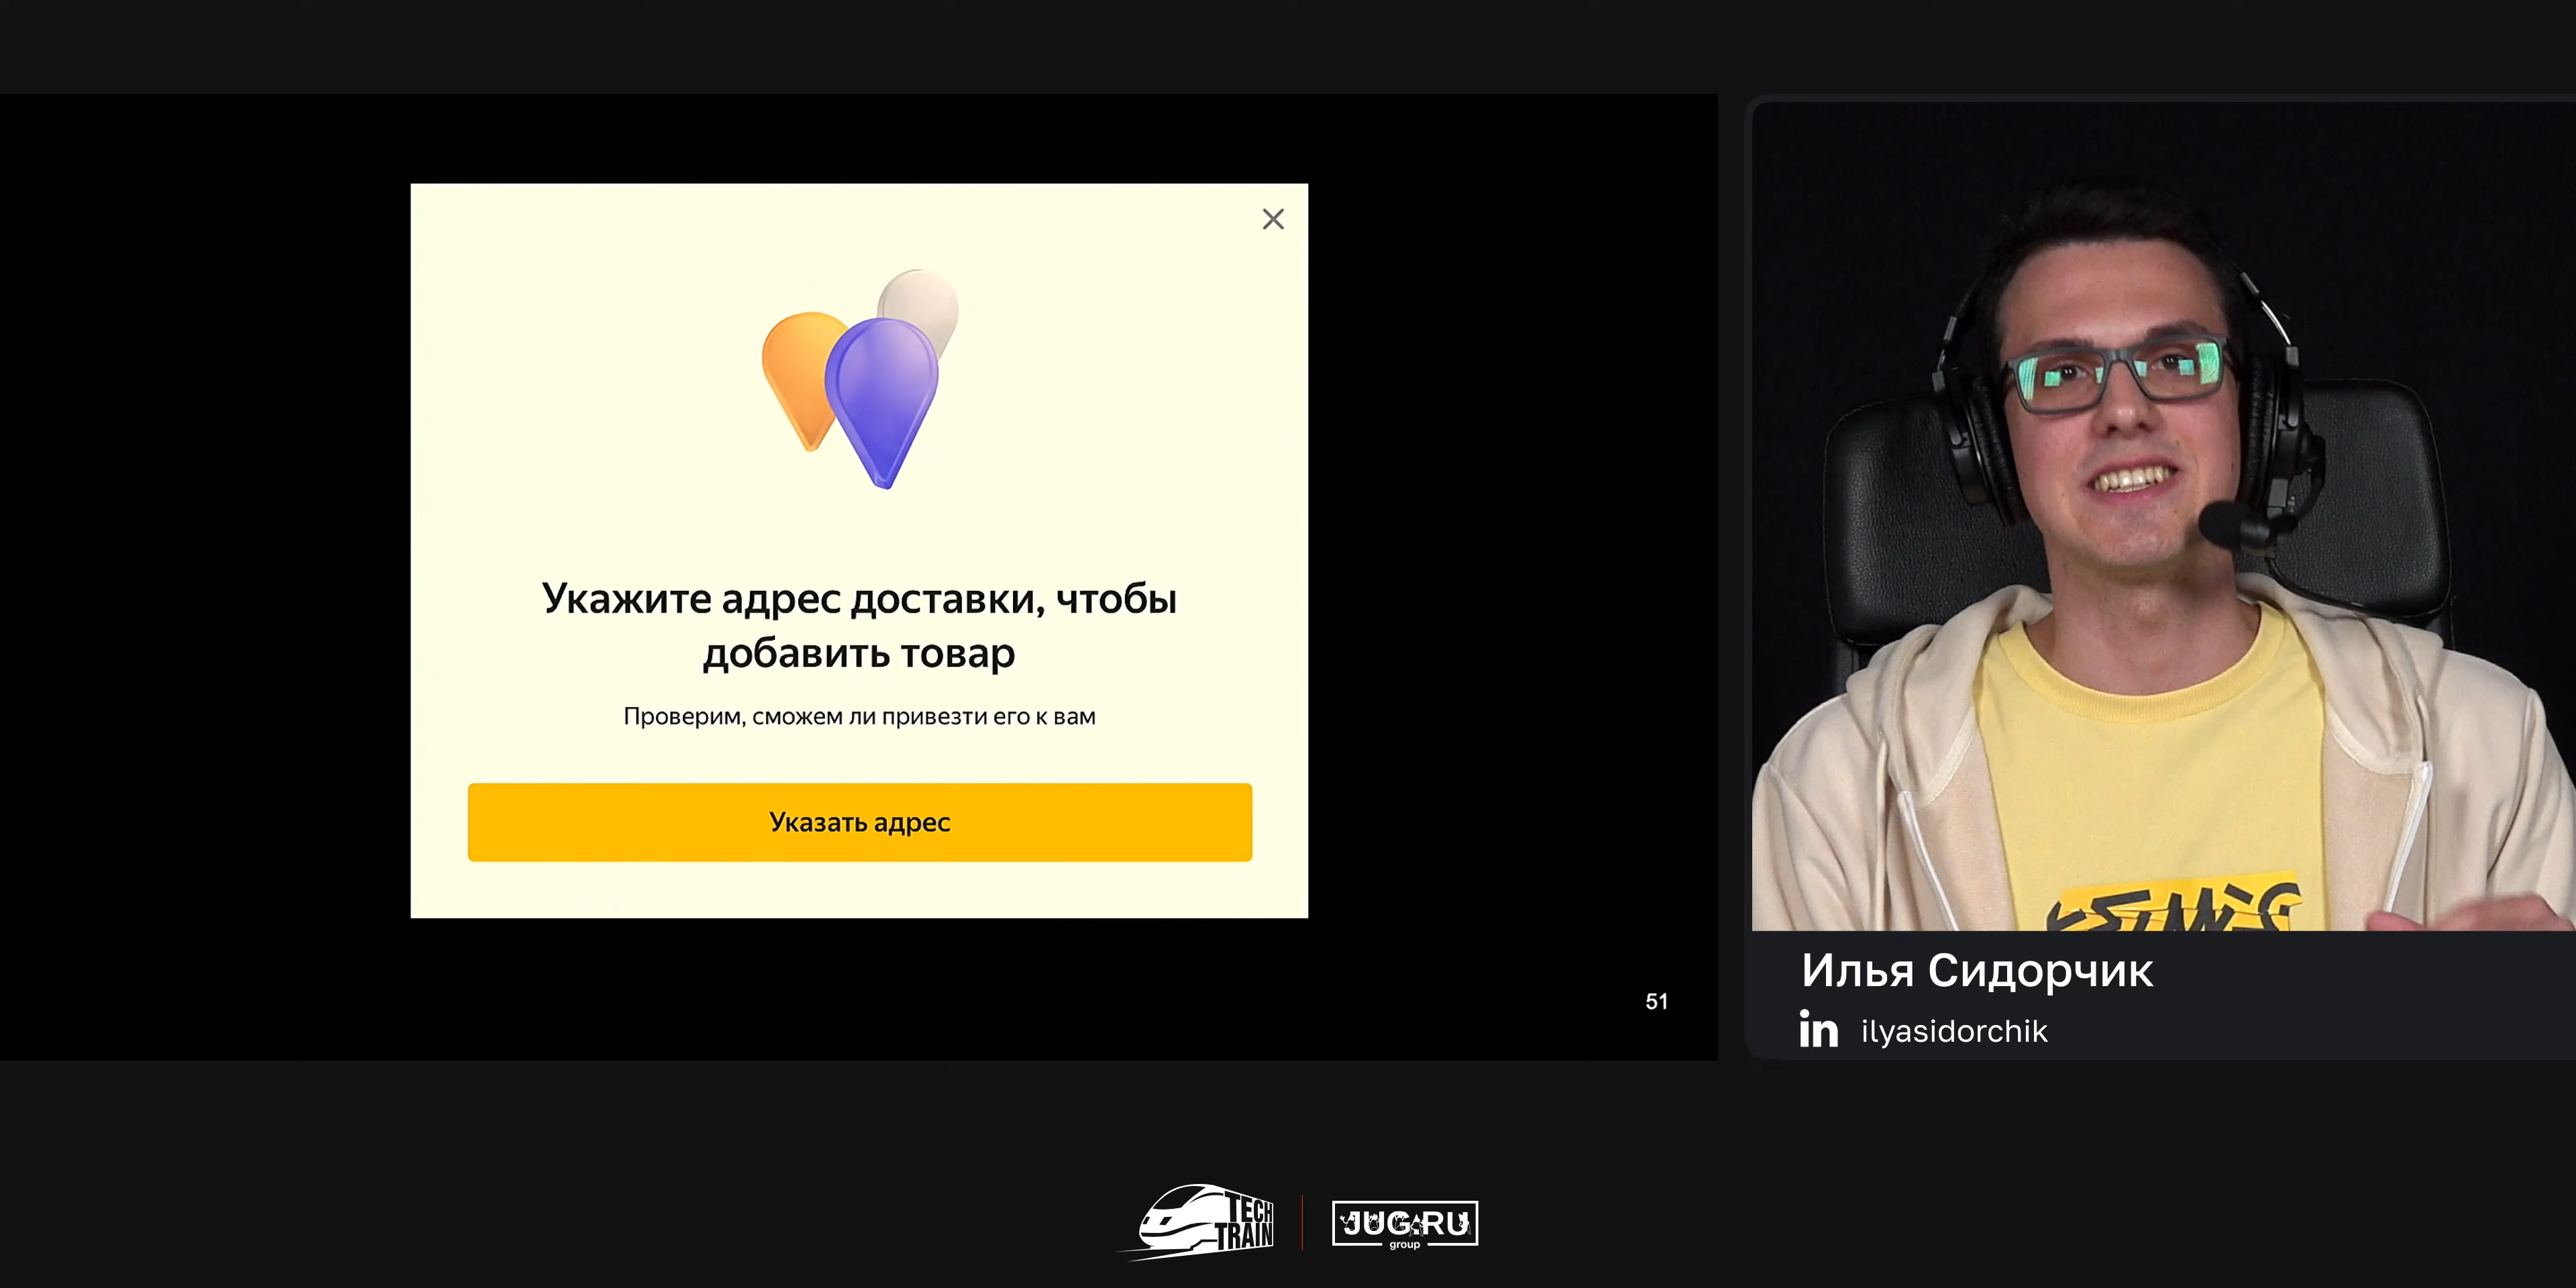 Укажите адрес доставки, чтобы
добавить товар
Проверим, сможем ли привезти его к вам
Указать адрес
51
Илья Сидорчик
in ilyasidorchik
TECH
TRAIN
JUG.RU
group